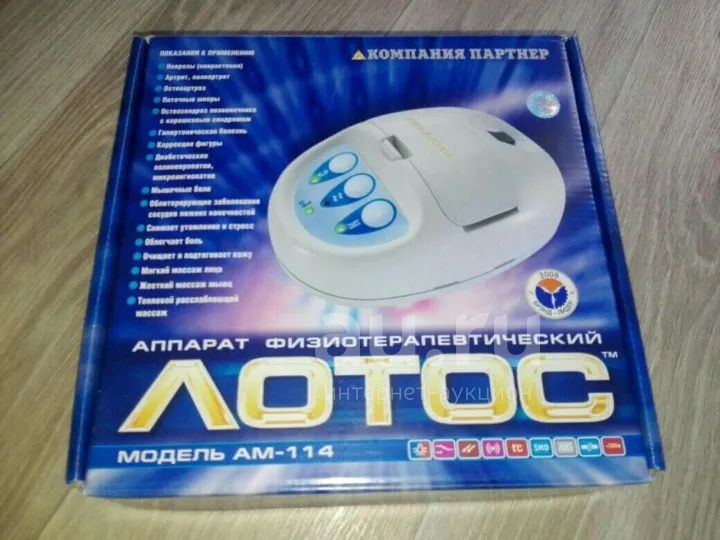 КОМПАНИЯ ПАРТНЕР
ПОКАЗАНИЯ К ПРИМЕНЕНИЮ
Неврозы (неврастения)
Артрит, полиартрит
Остеоартроз
Пяточные шпоры
Остеохондроз позвоночника
с корешковым синдромом
Гипертоническая болезнь
Коррекция фигуры
Диабетические
полиневропатии,
микроангиопатии
Мышечные боли
Облитерирующие заболевания
сосудов нижних конечностей
Снимает утомление и стресс
Облегчает боль
Очищает и подтягивает кожу
Мягкий массаж лица
Жесткий массаж мышц
Тепловой расслабляющий
массаж
2008
au.ru
интернет-аукцион
АППАРАТ ФИЗИОТЕРАПЕВТИЧЕСКИЙ
ЛОТОС™
МОДЕЛЬ АМ-114
t°C
SMD